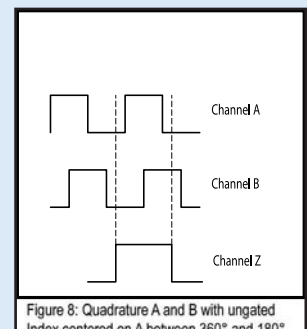 Channel A
Channel B
Channel Z
Figure 8: Quadrature A and B with ungated
Index centered on A between 360° and 180°